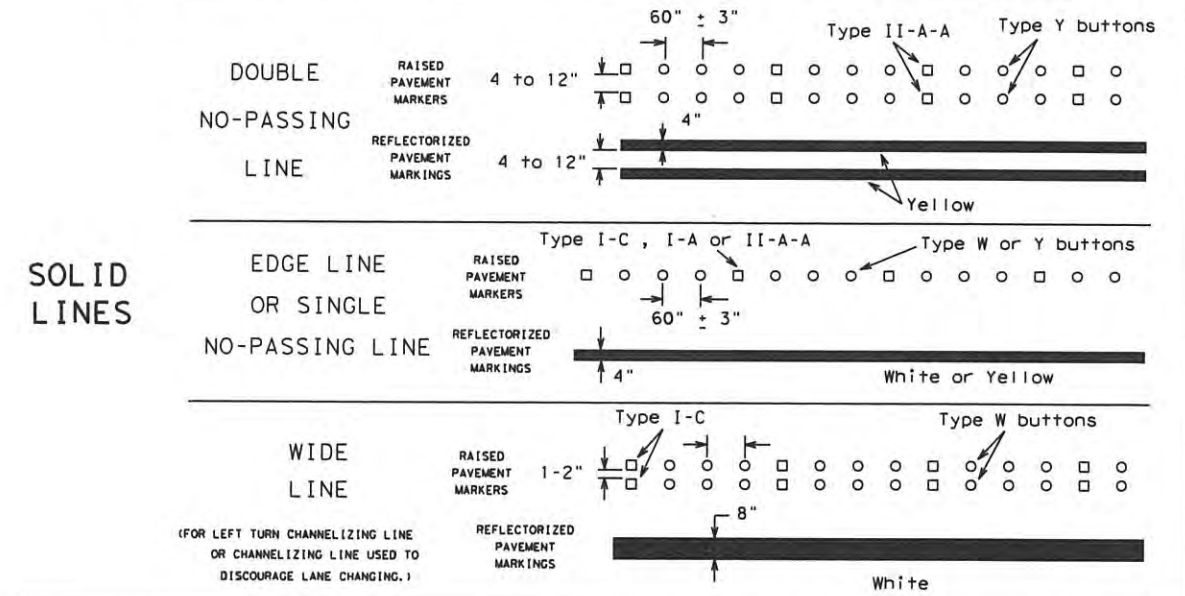 SOLID
LINES
DOUBLE
NO-PASSING
LINE
RAISED
PAVEMENT
MARKERS
4 to 12"
60" ± 3"
Type II-A-A
Type Y buttons
REFLECTORIZED
PAVEMENT
MARKINGS
4 to 12"
4"
Yellow
EDGE LINE
OR SINGLE
NO-PASSING LINE
RAISED
PAVEMENT
MARKERS
Type I-C , I-A or II-A-A
Type W or Y buttons
60" ± 3"
REFLECTORIZED
PAVEMENT
MARKINGS
4"
White or Yellow
WIDE
LINE
(FOR LEFT TURN CHANNELIZING LINE
OR CHANNELIZING LINE USED TO
DISCOURAGE LANE CHANGING.)
RAISED
PAVEMENT
MARKERS
1-2"
Type I-C
Type W buttons
REFLECTORIZED
PAVEMENT
MARKINGS
8"
White